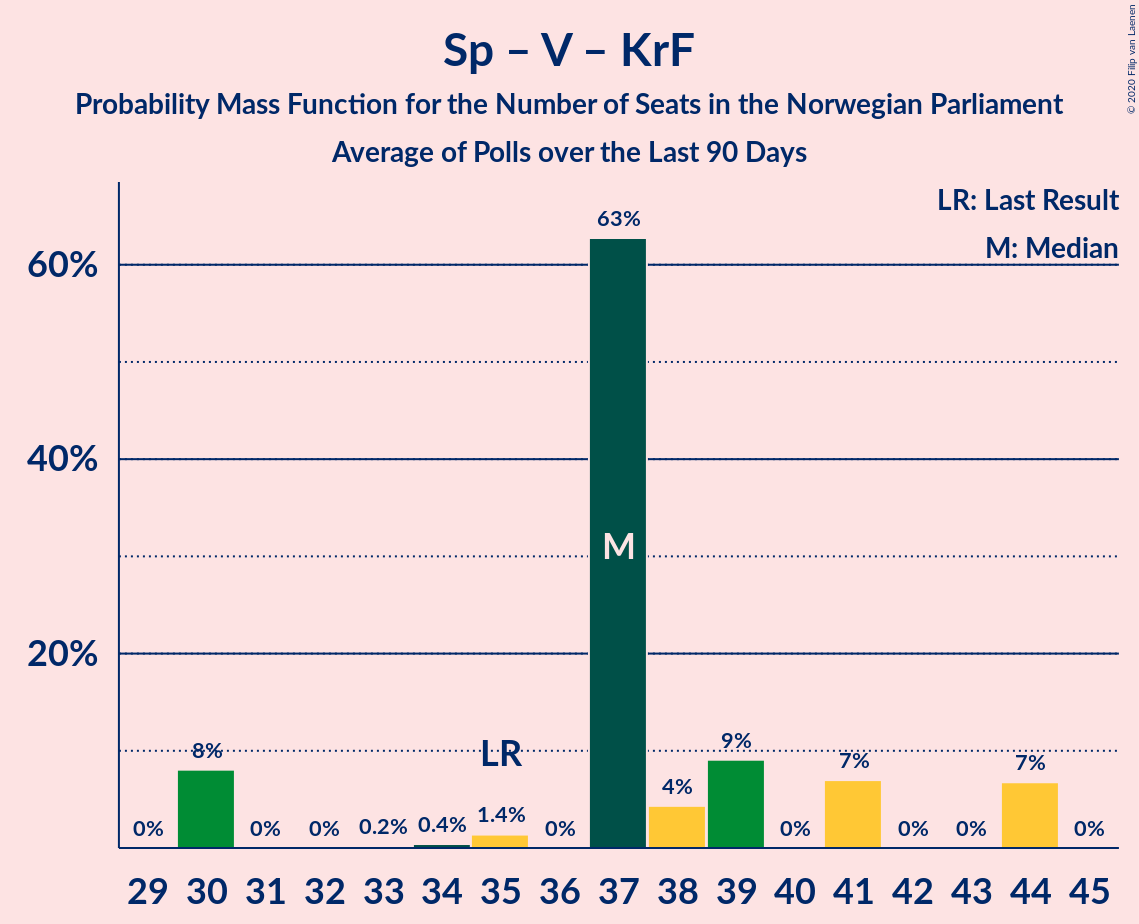 Sp – V – KrF
Probability Mass Function for the Number of Seats in the Norwegian Parliament
Average of Polls over the Last 90 Days
© 2020 Filip van Laenen
LR: Last Result
M: Median
60%
40%
20%
0%
8%
0%
0%
0.2%
0.4%
1.4%
LR
0%
63%
M
4%
9%
0%
7%
0%
0%
7%
0%
29 30 31 32 33 34 35 36 37 38 39 40 41 42 43 44 45